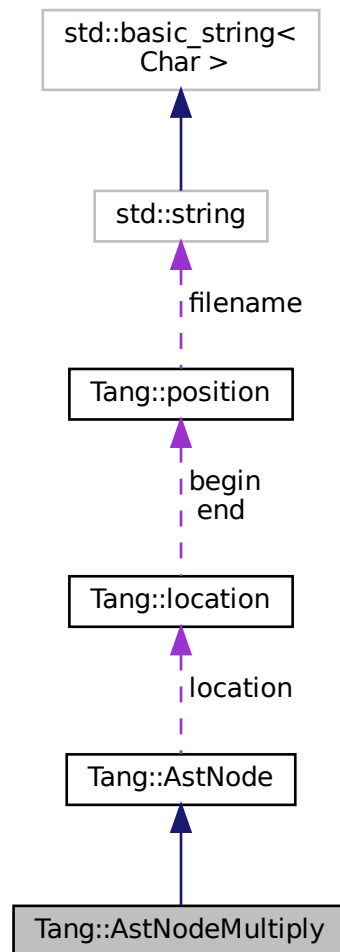 std::basic_string<
Char >
std::string
filename
Tang::position
begin
end
Tang::location
location
Tang::AstNode
Tang::AstNodeMultiply